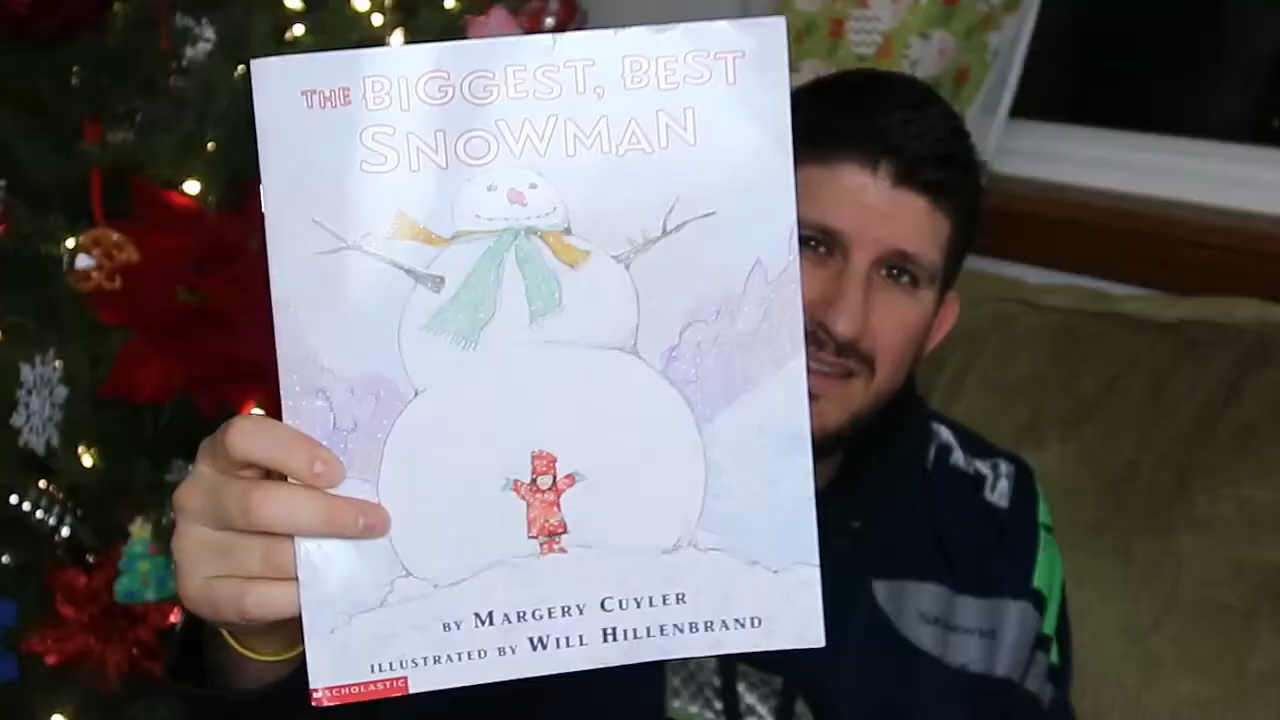 THE BIGGEST, BEST
SNOWMAN
BY MARGERY CUYLER
ILLUSTRATED BY WILL HILLENBRAND
SCHOLASTIC